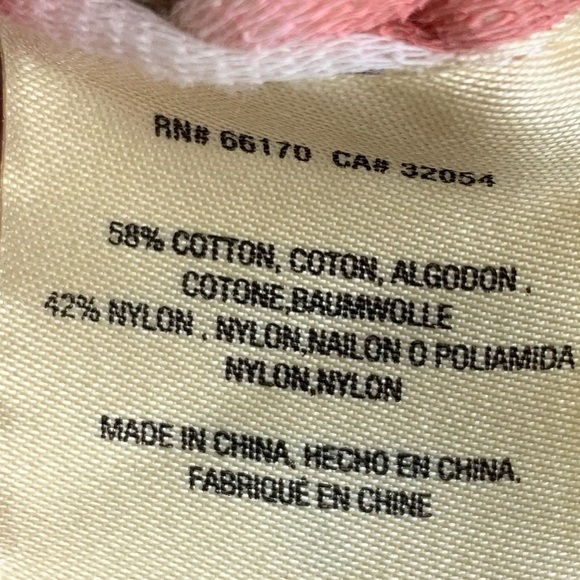 RN# 66170 CA# 32054
58% COTTON, COTON, ALGODON .
COTONE,BAUMWOLLE
42% NYLON . NYLON,NAILON O POLIAMIDA
NYLON,NYLON
MADE IN CHINA, HECHO EN CHINA.
FABRIQUÉ EN CHINE